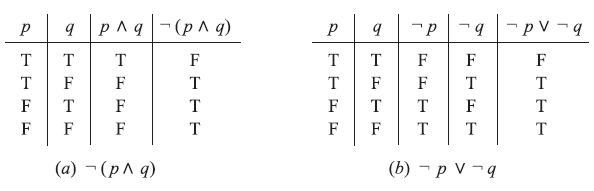 p q p ∧ q ¬ (p ∧ q)
T T T F
T F F T
F T F T
F F F T
(a) ¬ (p ∧ q)
p q ¬ p ¬ q ¬ p ∨ ¬ q
T T F F F
T F F T T
F T T F T
F F T T T
(b) ¬ p ∨ ¬ q